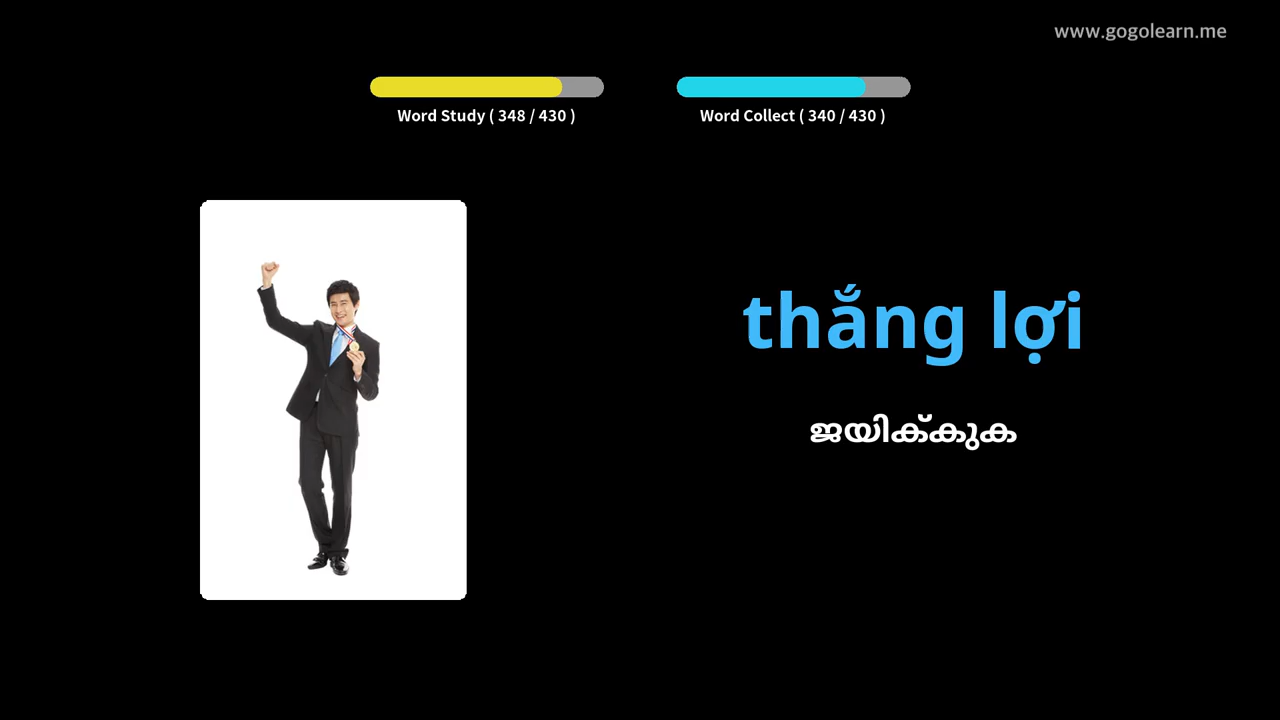 www.gogolearn.me
Word Study ( 348 / 430 )
Word Collect ( 340 / 430 )
thắng lợi
ജയിക്കുക